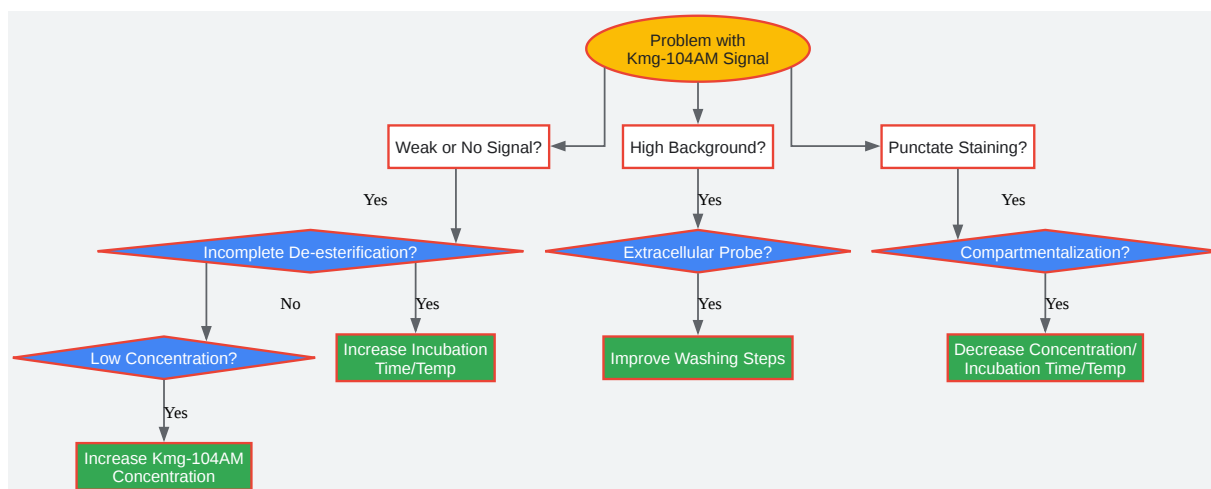 Problem with
Kmg-104AM Signal
Weak or No Signal?
High Background?
Punctate Staining?
Yes
Yes
Yes
Incomplete De-esterification?
Extracellular Probe?
Compartmentalization?
No
Yes
Yes
Yes
Low Concentration?
Increase Incubation
Time/Temp
Improve Washing Steps
Decrease Concentration/
Incubation Time/Temp
Yes
Increase Kmg-104AM
Concentration